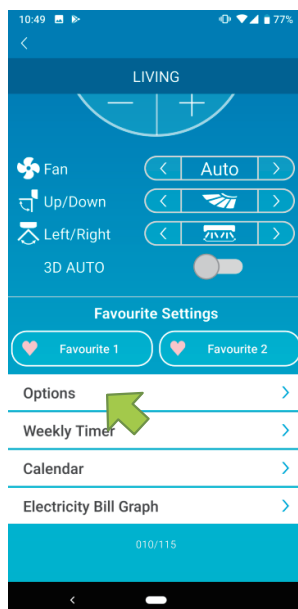 10:49 77%
LIVING
Fan Auto
Up/Down
Left/Right
3D AUTO
Favourite Settings
Favourite 1 Favourite 2
Options
Weekly Timer
Calendar
Electricity Bill Graph
010/115